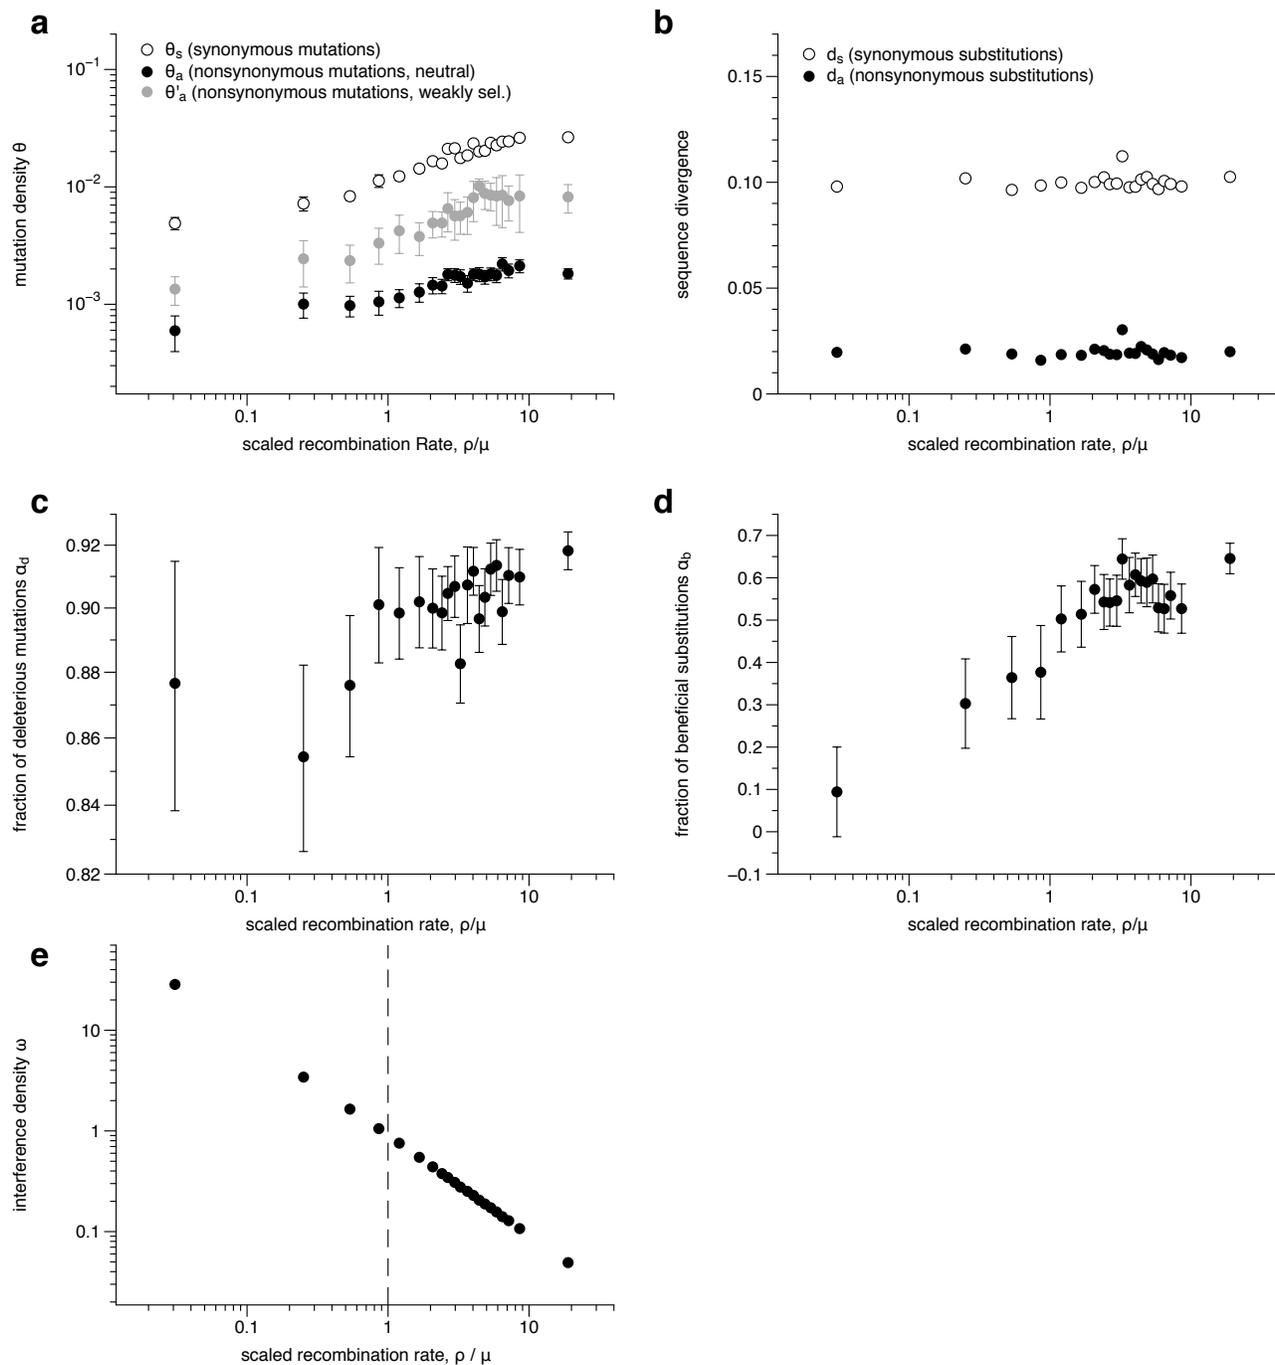 a
θs (synonymous mutations)
θa (nonsynonymous mutations, neutral)
θ'a (nonsynonymous mutations, weakly sel.)
mutation density θ
10−1
10−2
10−3
0.1
1
10
scaled recombination Rate, ρ/μ
b
ds (synonymous substitutions)
da (nonsynonymous substitutions)
sequence divergence
0.15
0.10
0.05
0
0.1
1
10
scaled recombination rate, ρ/μ
c
fraction of deleterious mutations αd
0.92
0.90
0.88
0.86
0.84
0.82
0.1
1
10
scaled recombination rate, ρ/μ
d
fraction of beneficial substitutions αb
0.7
0.6
0.5
0.4
0.3
0.2
0.1
0
−0.1
0.1
1
10
scaled recombination rate, ρ/μ
e
interference density ω
10
1
0.1
0.1
1
10
scaled recombination rate, ρ / μ